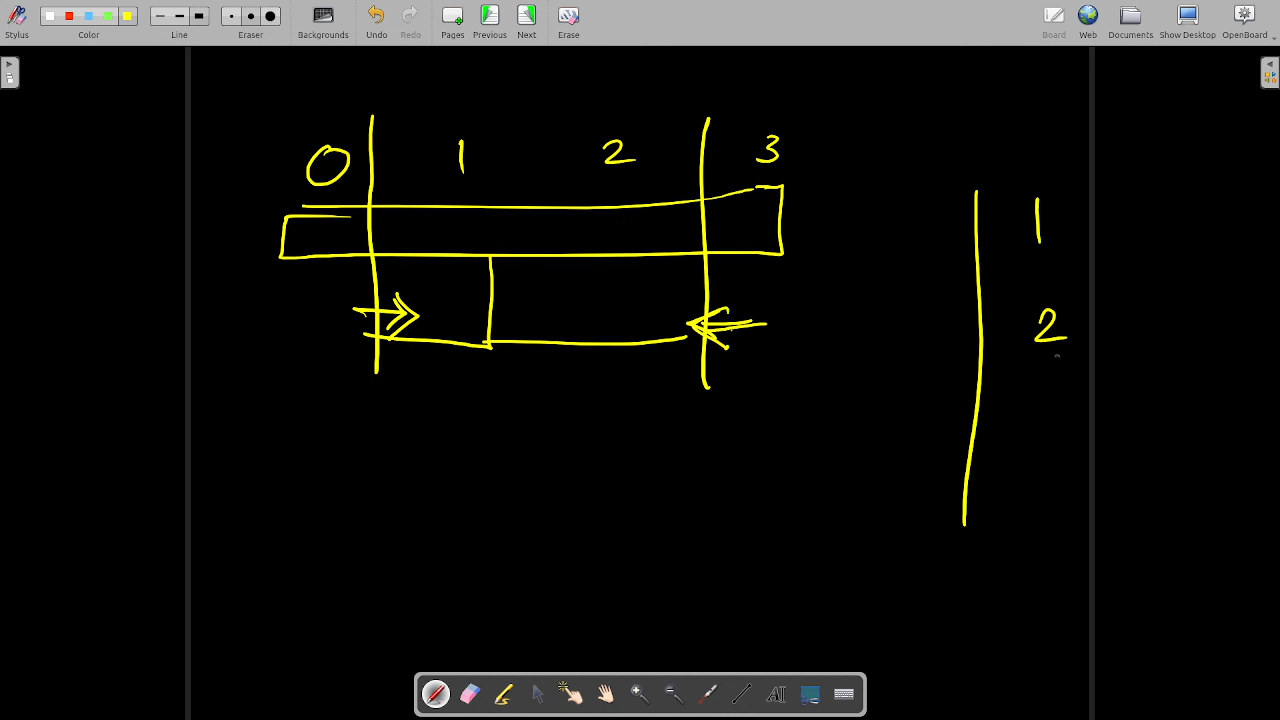 Stylus Color Line Eraser Backgrounds Undo Redo Pages Previous Next Erase Board Web Documents Show Desktop OpenBoard
0 1 2 3
1
2
AI